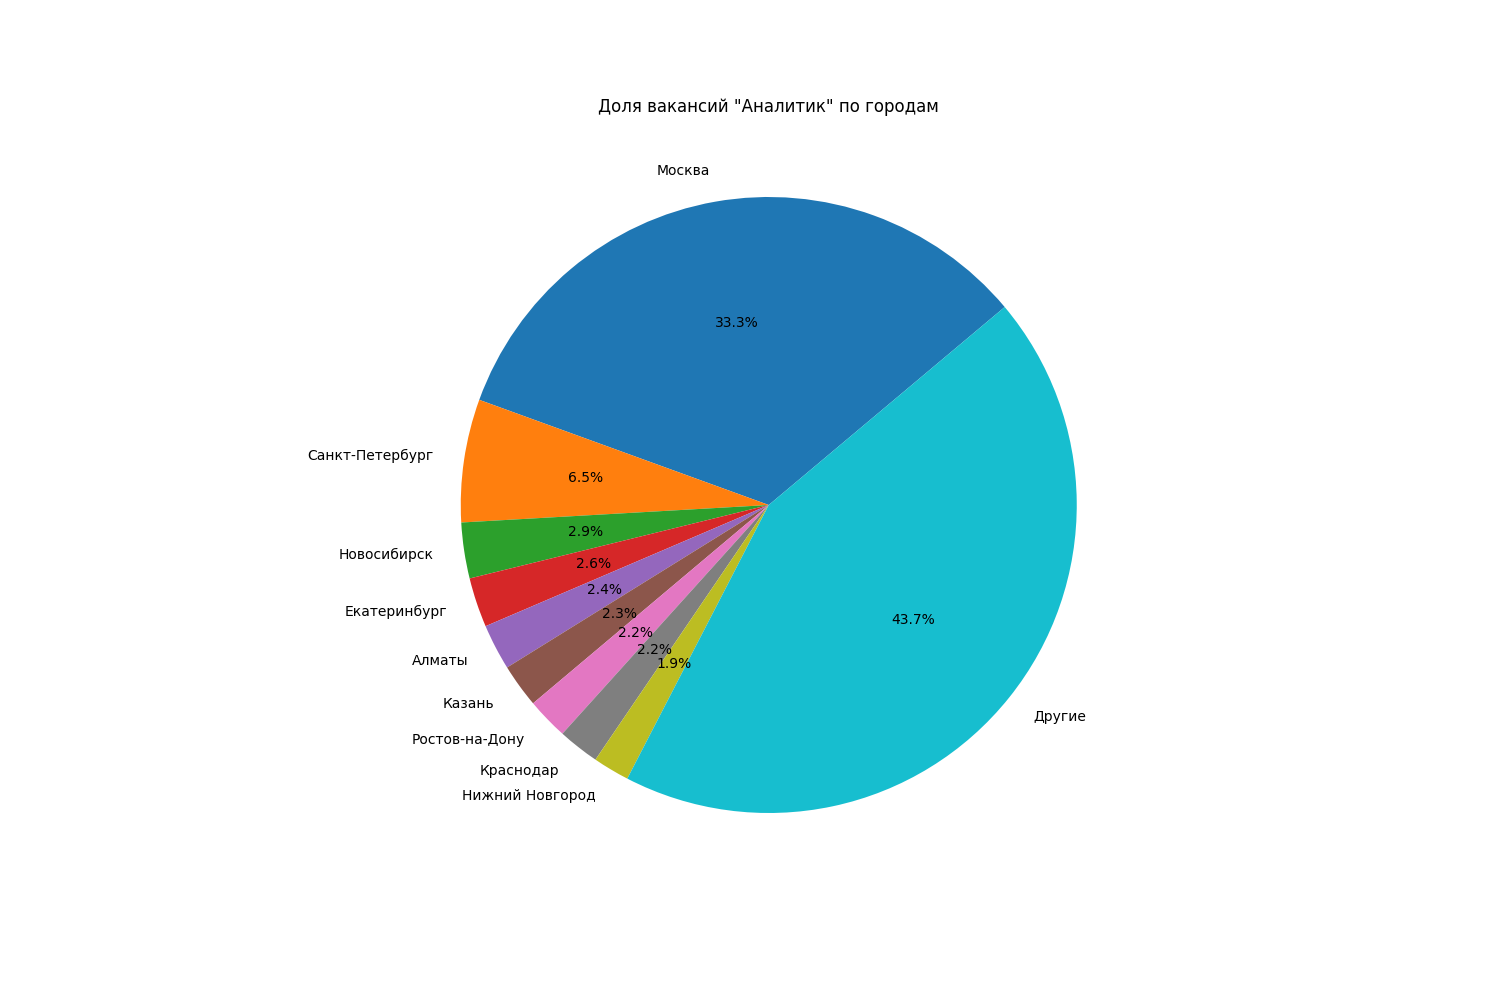 Доля вакансий "Аналитик" по городам
Москва
33.3%
Санкт-Петербург
6.5%
Новосибирск
2.9%
Екатеринбург
2.6%
Алматы
2.4%
Казань
2.3%
Ростов-на-Дону
2.2%
Краснодар
2.2%
Нижний Новгород
1.9%
Другие
43.7%